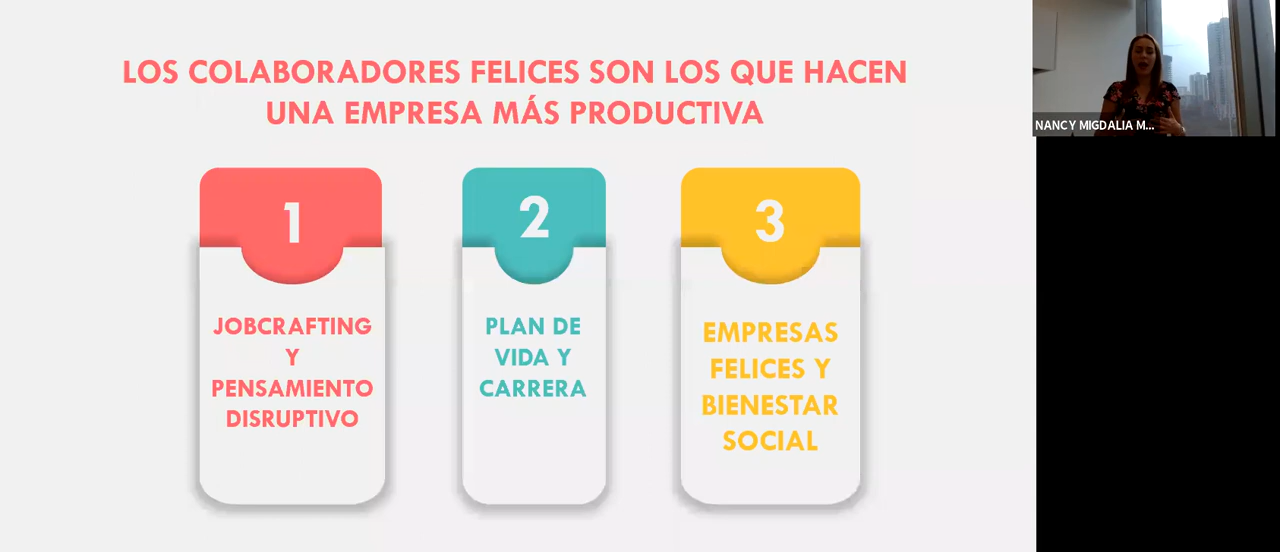 LOS COLABORADORES FELICES SON LOS QUE HACEN
UNA EMPRESA MÁS PRODUCTIVA
1
JOBCRAFTING
Y
PENSAMIENTO
DISRUPTIVO
2
PLAN DE
VIDA Y
CARRERA
3
EMPRESAS
FELICES Y
BIENESTAR
SOCIAL
NANCY MIGDALIA M...